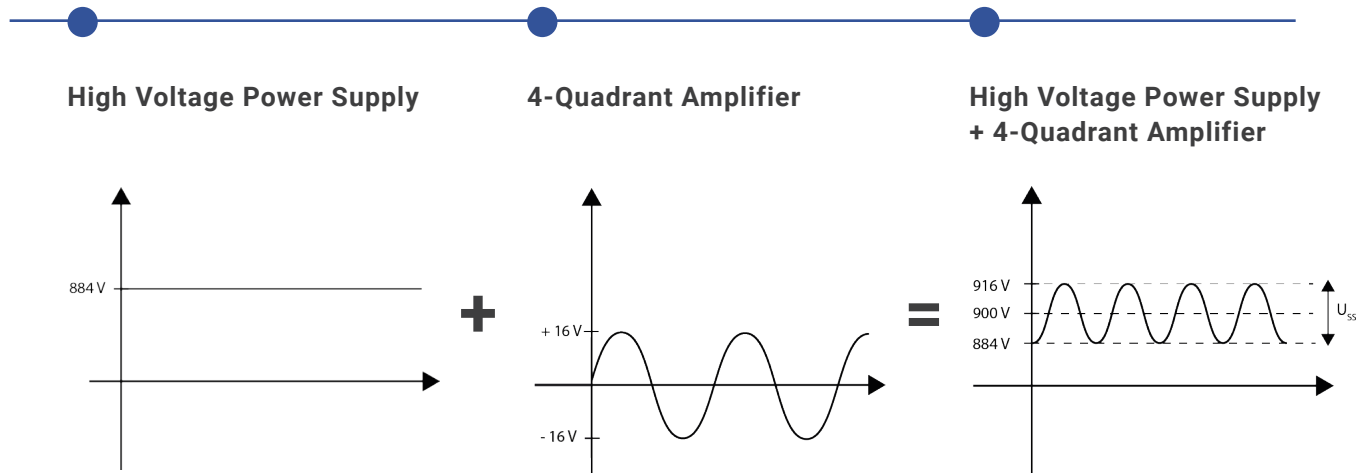 High Voltage Power Supply
4-Quadrant Amplifier
High Voltage Power Supply
+ 4-Quadrant Amplifier
884 V
+
+ 16 V
- 16 V
=
916 V
900 V
884 V
Uss